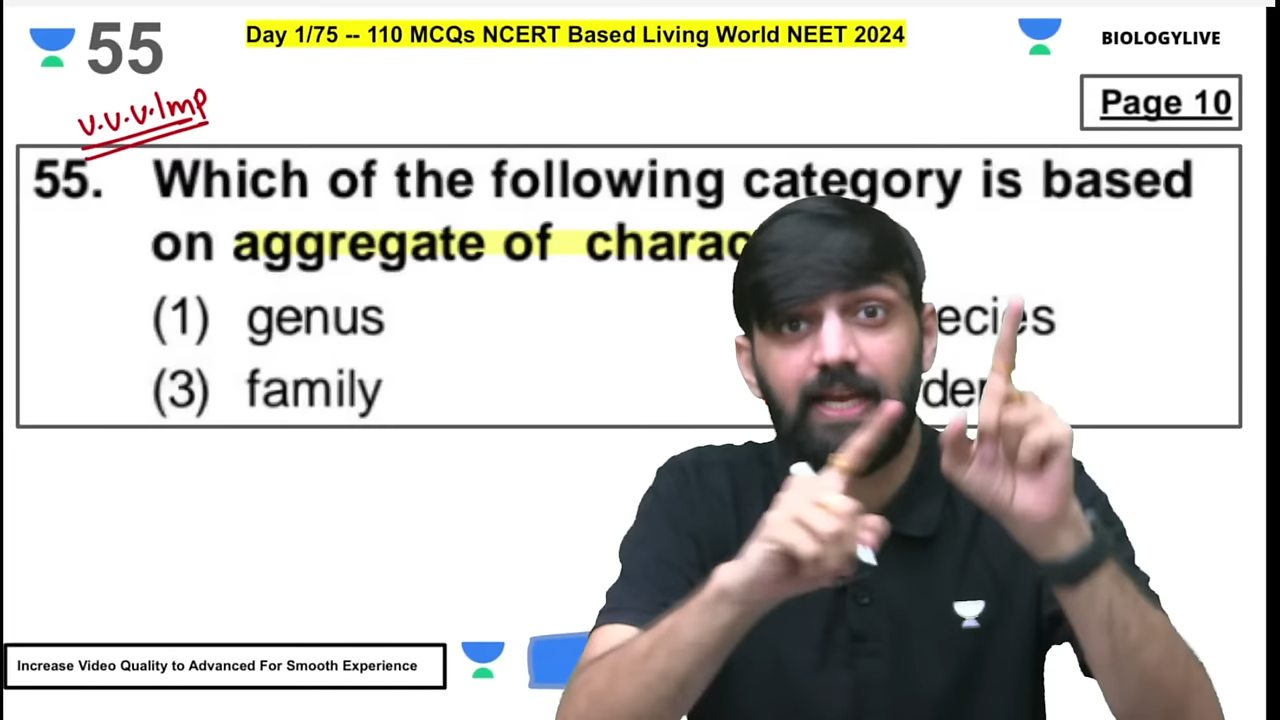 55
Day 1/75 -- 110 MCQs NCERT Based Living World NEET 2024
BIOLOGYLIVE
v.v.v.Imp
Page 10
55. Which of the following category is based
on aggregate of
(1) genus
(3) family
Increase Video Quality to Advanced For Smooth Experience